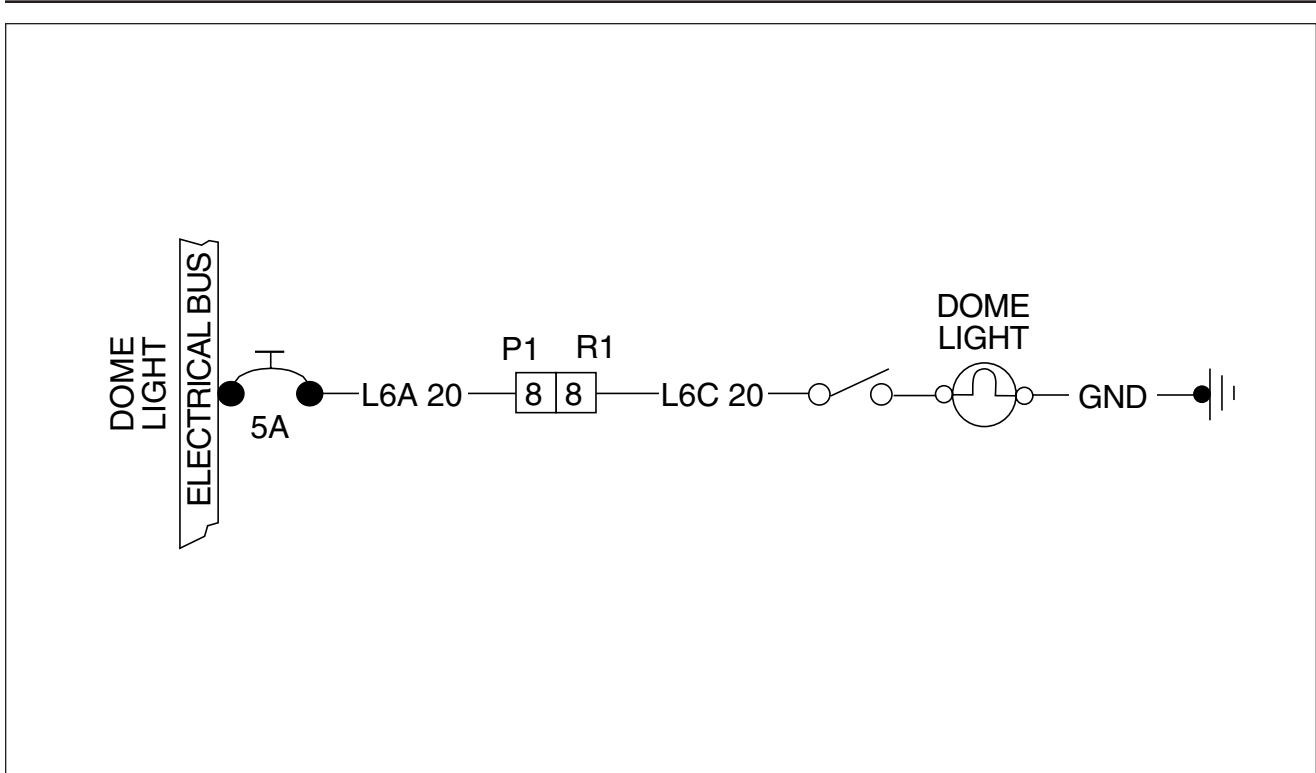 DOME
LIGHT
ELECTRICAL BUS
5A
L6A 20
P1
R1
8 8
L6C 20
DOME
LIGHT
GND